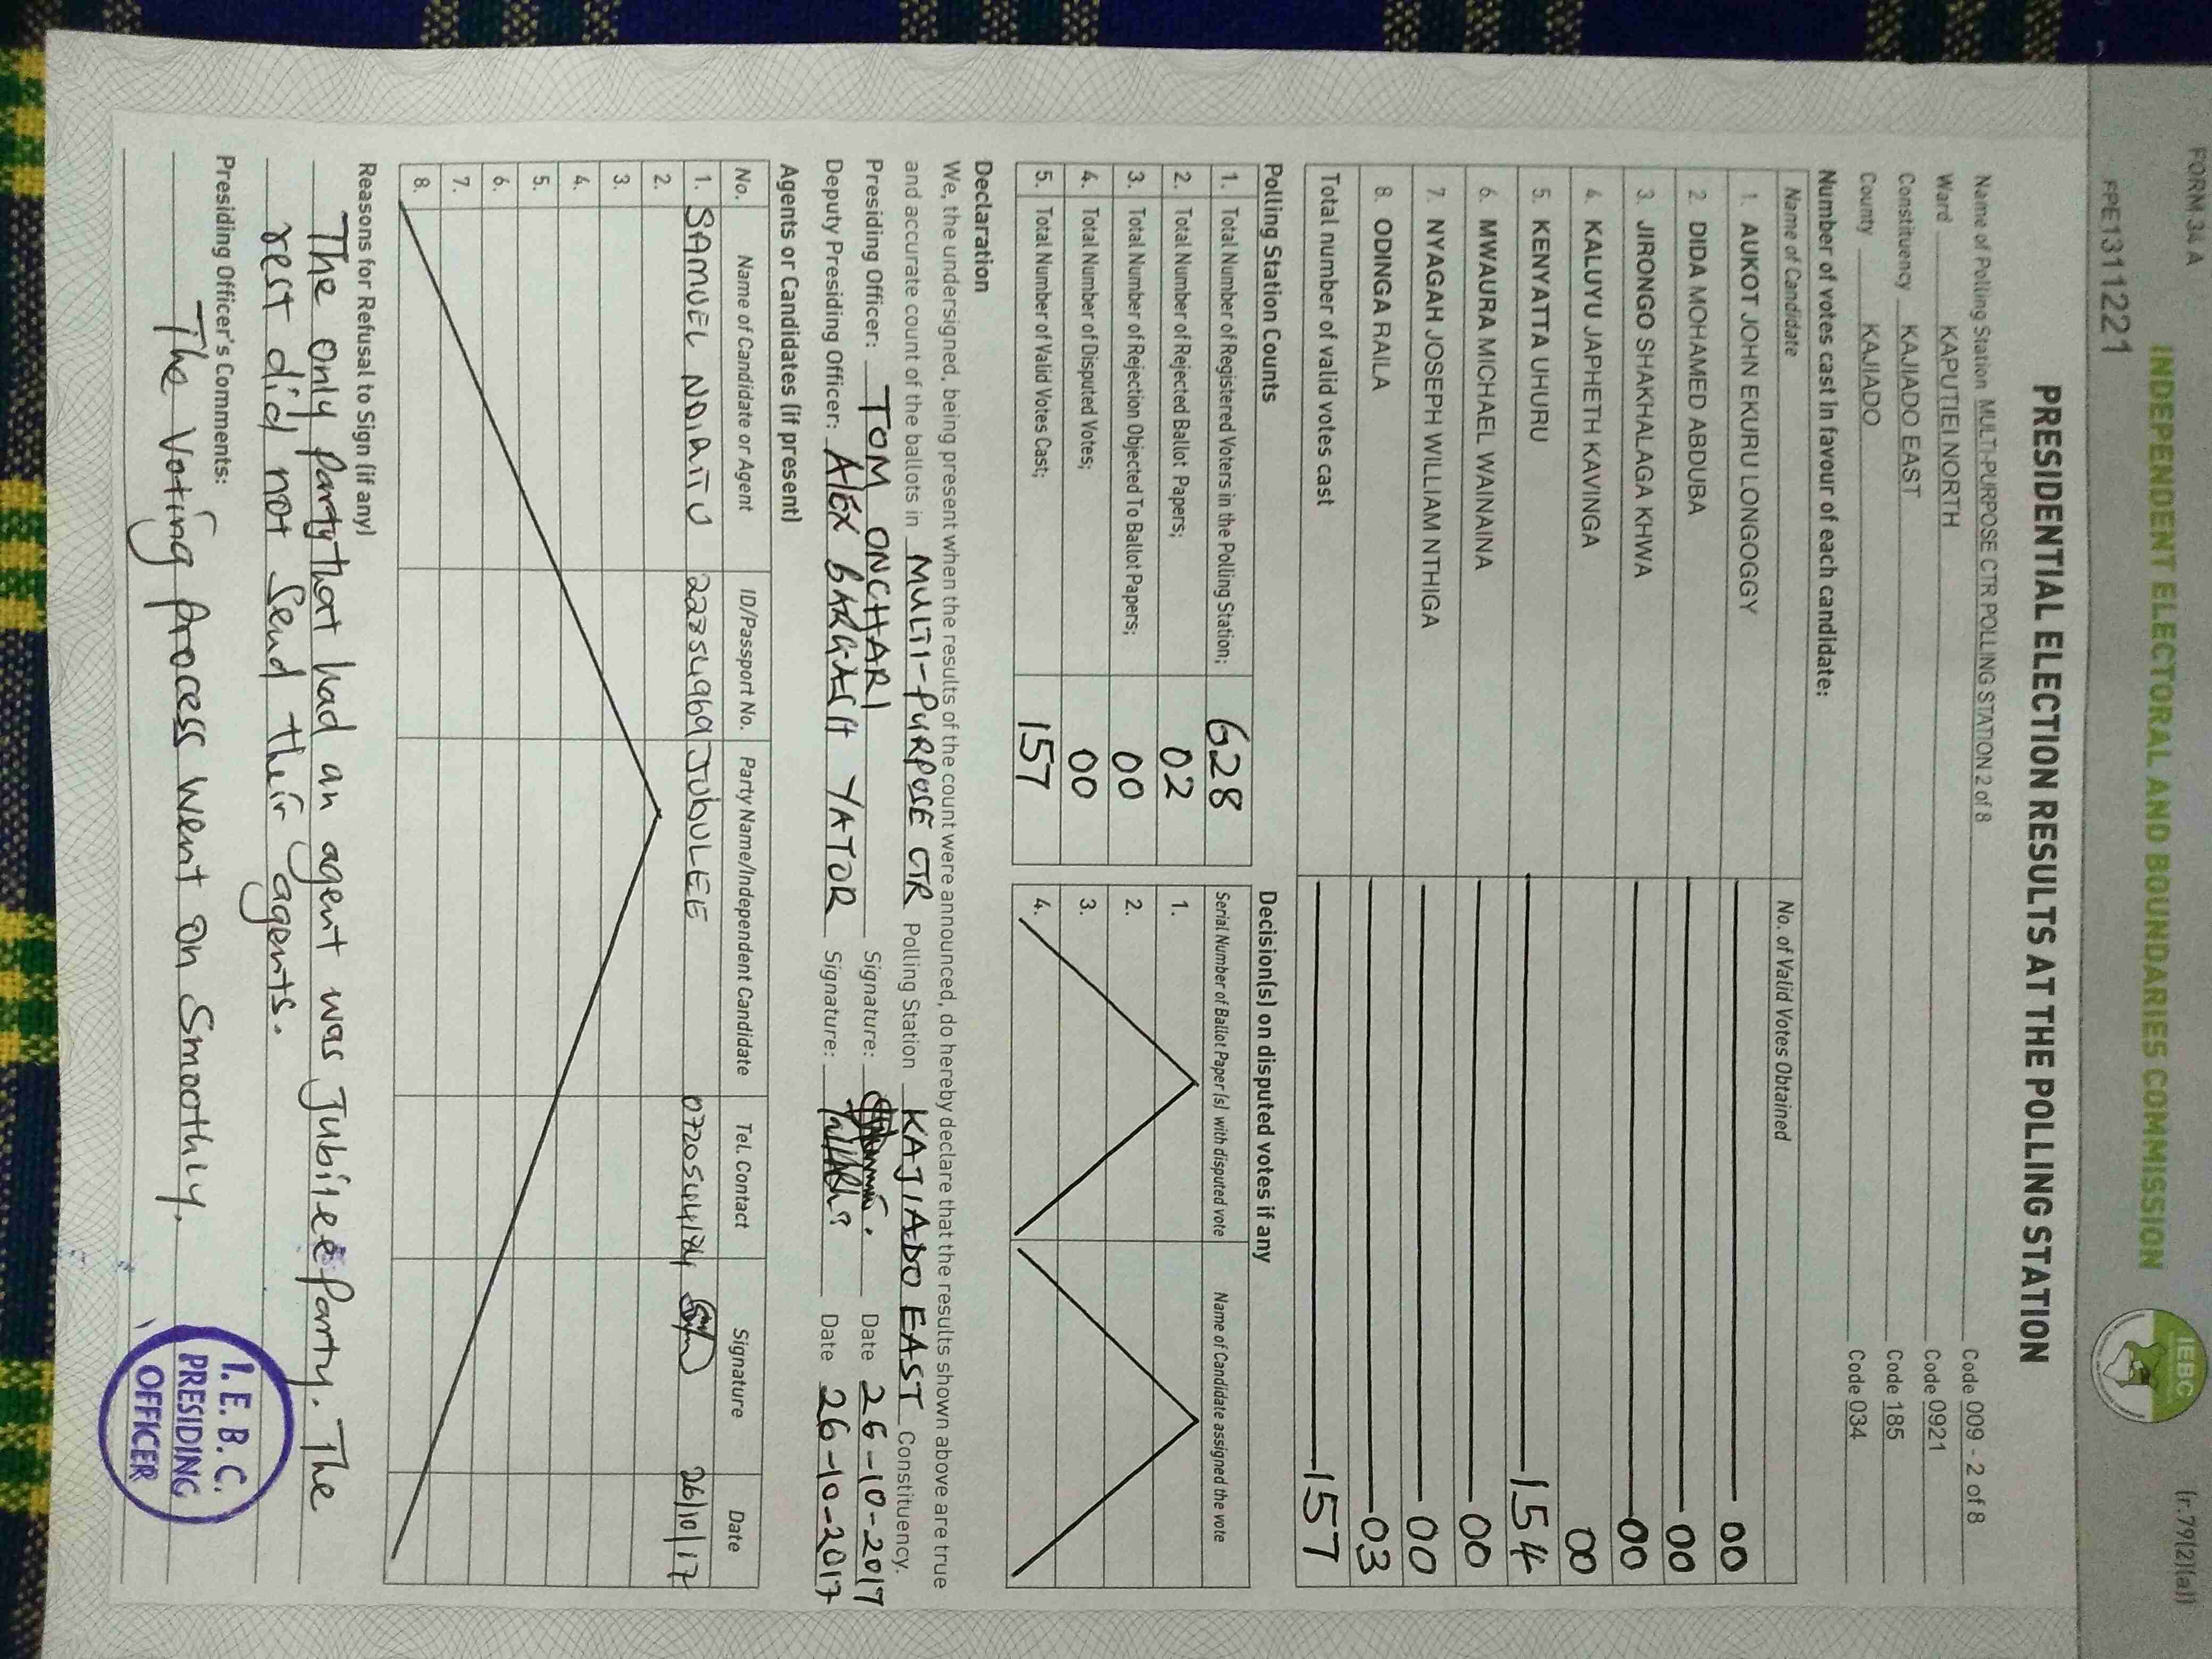 FORM 34 A
(r.79(2)(a))
INDEPENDENT ELECTORAL AND BOUNDARIES COMMISSION
IEBC
FPE1311221
PRESIDENTIAL ELECTION RESULTS AT THE POLLING STATION
Name of Polling Station MULTI-PURPOSE CTR POLLING STATION 2 of 8 Code 009 - 2 of 8
Ward KAPUTIEI NORTH Code 0921
Constituency KAJIADO EAST Code 185
County KAJIADO Code 034
Number of votes cast in favour of each candidate:
Name of Candidate No. of Valid Votes Obtained
1. AUKOT JOHN EKURU LONGOGGY 00
2. DIDA MOHAMED ABDUBA 00
3. JIRONGO SHAKHALAGA KHWA 00
4. KALUYU JAPHETH KAVINGA 00
5. KENYATTA UHURU 154
6. MWAURA MICHAEL WAINAINA 00
7. NYAGAH JOSEPH WILLIAM NTHIGA 00
8. ODINGA RAILA 03
Total number of valid votes cast 157
Polling Station Counts
1. Total Number of Registered Voters in the Polling Station; 628
2. Total Number of Rejected Ballot Papers; 02
3. Total Number of Rejection Objected To Ballot Papers; 00
4. Total Number of Disputed Votes; 00
5. Total Number of Valid Votes Cast; 157
Decision(s) on disputed votes if any
Serial Number of Ballot Paper (s) with disputed vote Name of Candidate assigned the vote
1.
2.
3.
4.
Declaration
We, the undersigned, being present when the results of the count were announced, do hereby declare that the results shown above are true
and accurate count of the ballots in MULTI-PURPOSE CTR Polling Station KAJIADO EAST Constituency.
Presiding Officer: TOM ONCHARI Signature: Date 26-10-2017
Deputy Presiding Officer: ALEX YATOR Signature: Date 26-10-2017
Agents or Candidates (if present)
No. Name of Candidate or Agent ID/Passport No. Party Name/Independent Candidate Tel. Contact Signature Date
1. SAMUEL NDIRITU 22254969 JUBULEE 26/10/17
2.
3.
4.
5.
6.
7.
8.
Reasons for Refusal to Sign (if any)
The only party that had an agent was Jubilee party. The
rest did not send their agents.
Presiding Officer's Comments:
The Voting process went on smoothly.
I.E.B.C.
PRESIDING
OFFICER